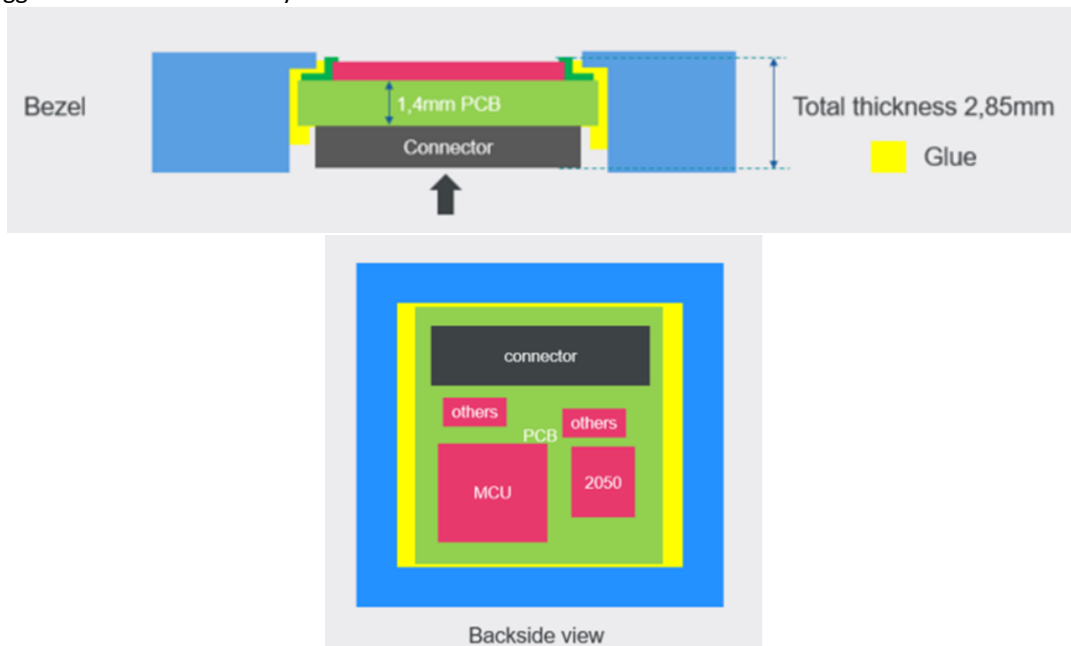 Bezel
1,4mm PCB
Connector
Total thickness 2,85mm
Glue
connector
others
others
PCB
MCU
2050
Backside view